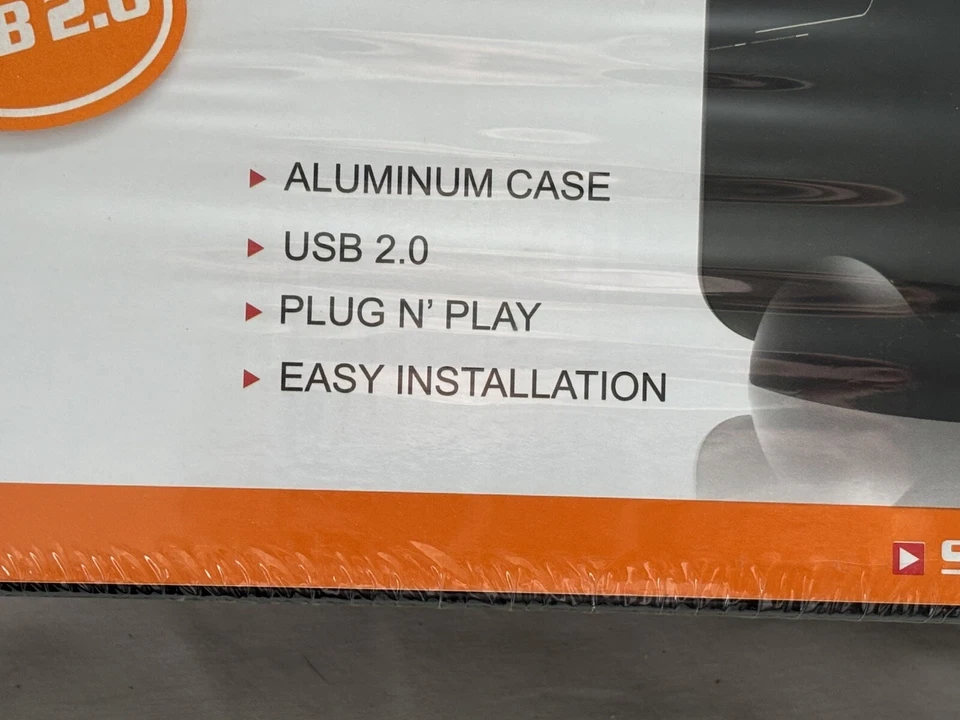 B 2.0
ALUMINUM CASE
USB 2.0
PLUG N' PLAY
EASY INSTALLATION
S